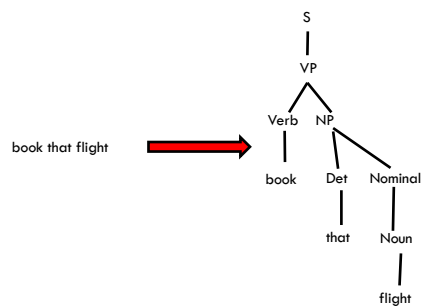 S
VP
Verb NP
book that flight
book Det Nominal
that Noun
flight